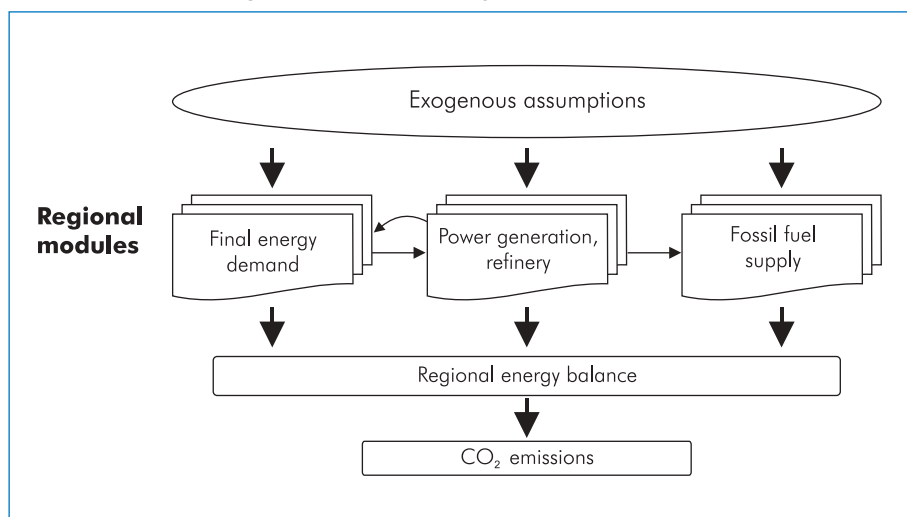 Exogenous assumptions
Regional
modules
Final energy
demand
Power generation,
refinery
Fossil fuel
supply
Regional energy balance
CO₂ emissions